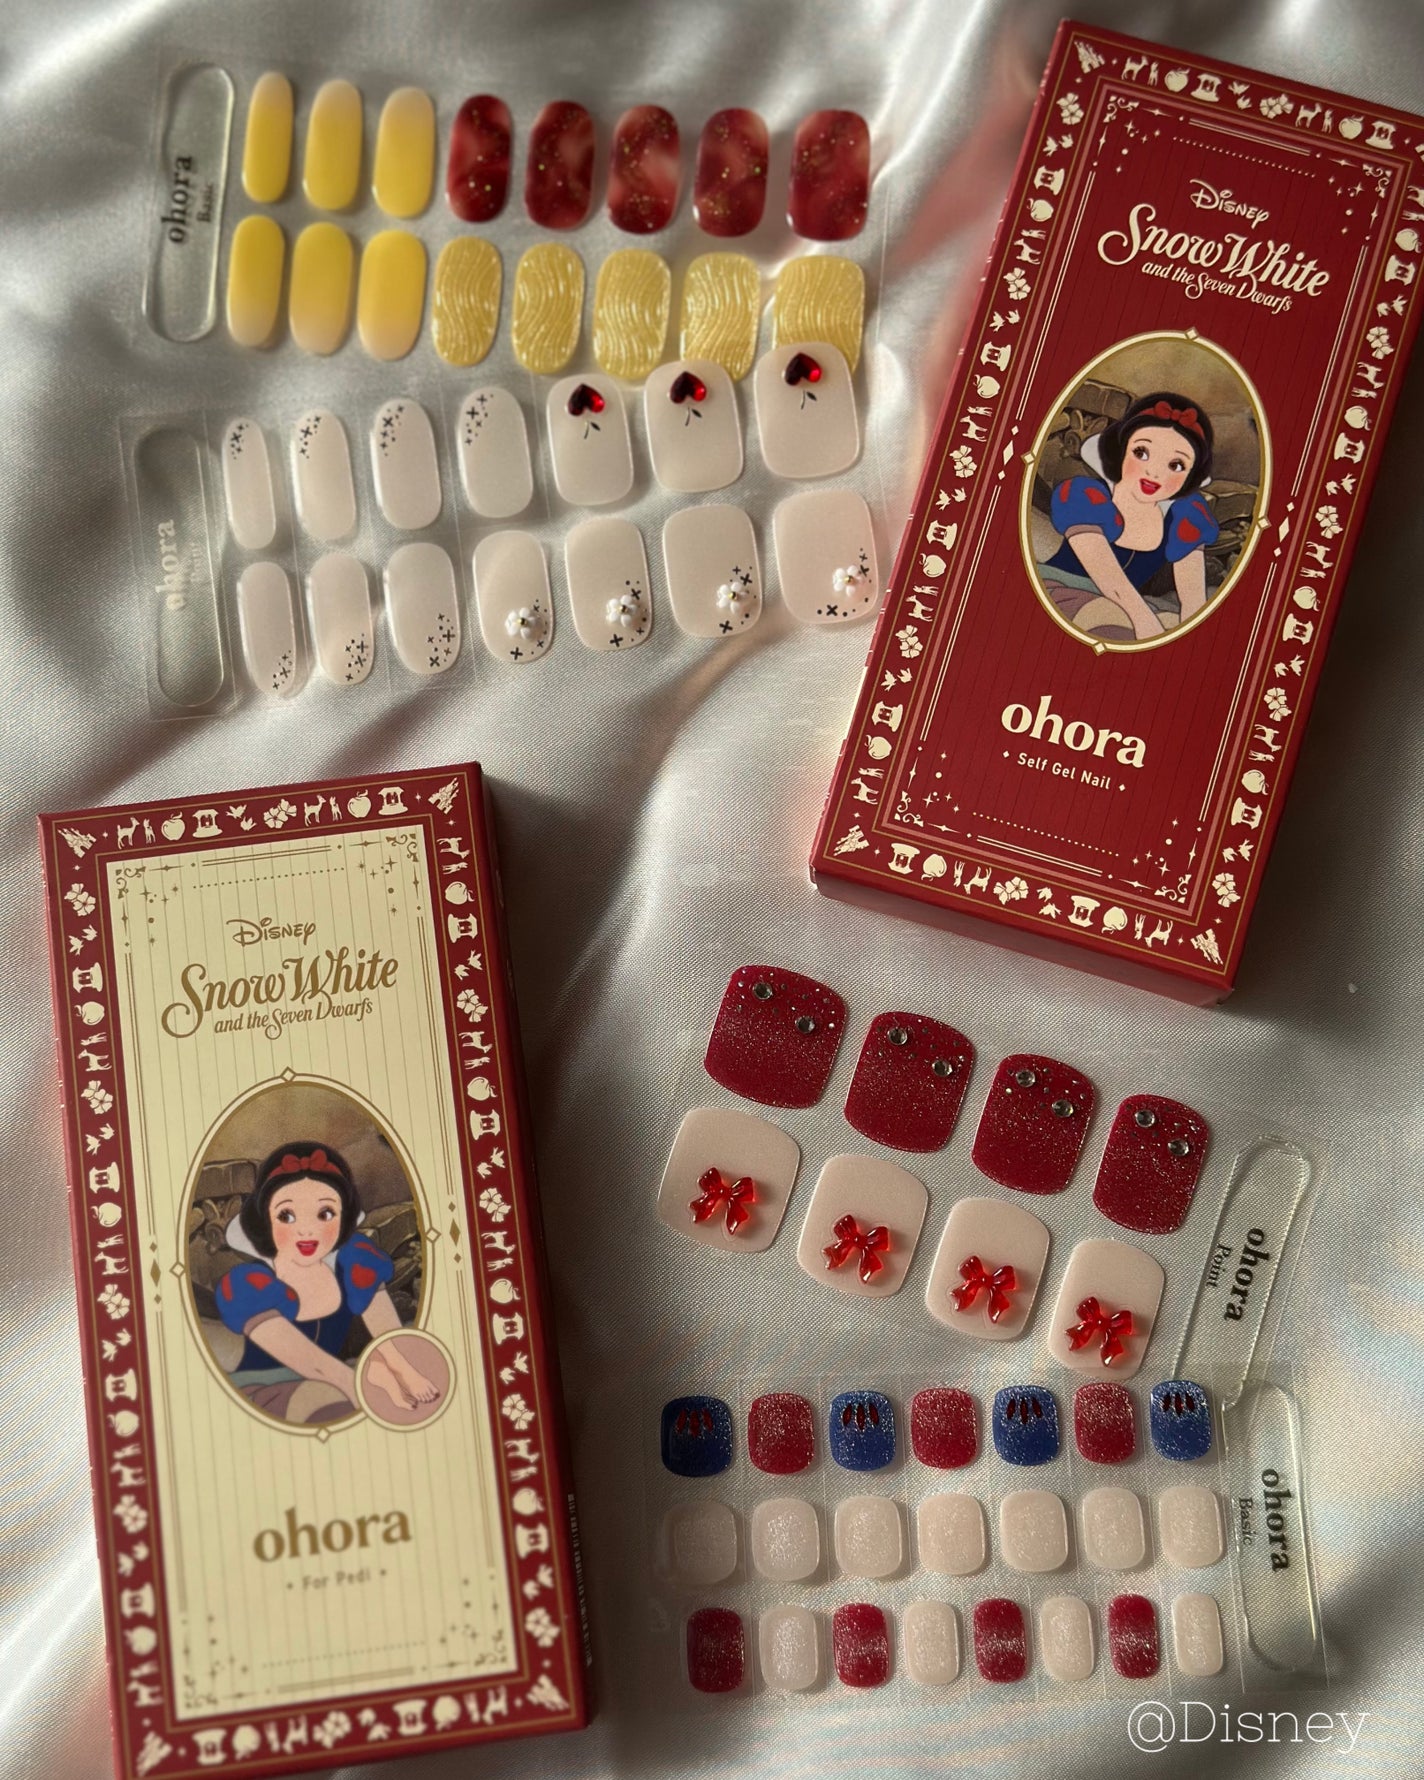 ohora
Basic
Disney
Snow White
and the Seven Dwarfs
ohora
Self Gel Nail
ohora
Disney
Snow White
and the Seven Dwarfs
ohora
For Pedi
ohora
Point
ohora
Basic
@Disney